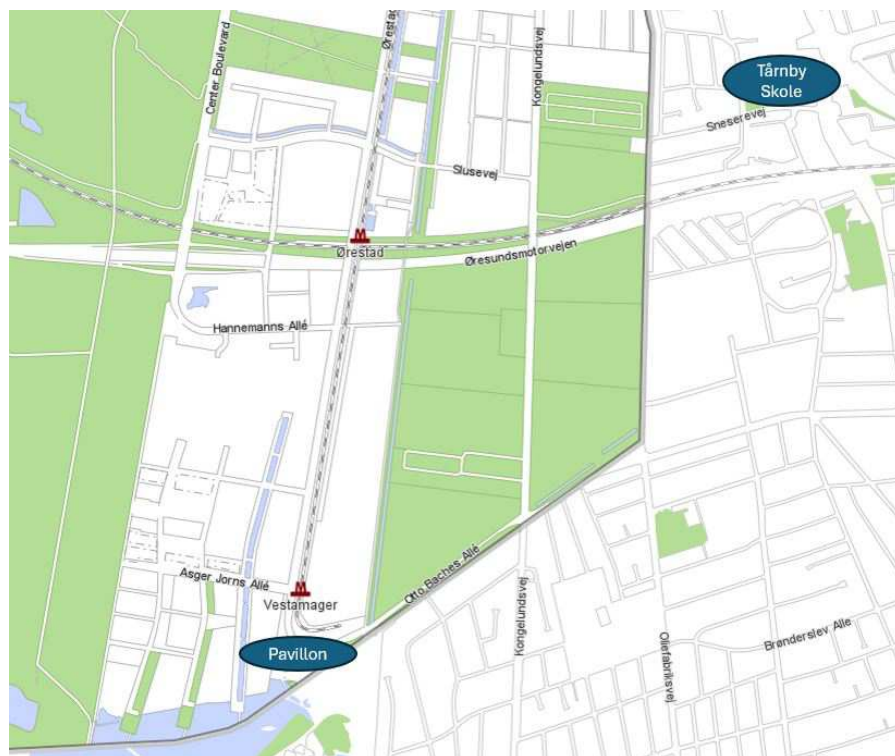 Ørestad
Center Boulevard
Kongelundsvej
Tårnby
Skole
Sneserevej
Slusevej
Ørestad
Øresundsmotorvejen
Hannemanns Allé
Asger Jorns Allé
Vestamager
Otto Baches Allé
Kongelundsvej
Oliefabriksvej
Brønderslev Alle
Pavillon